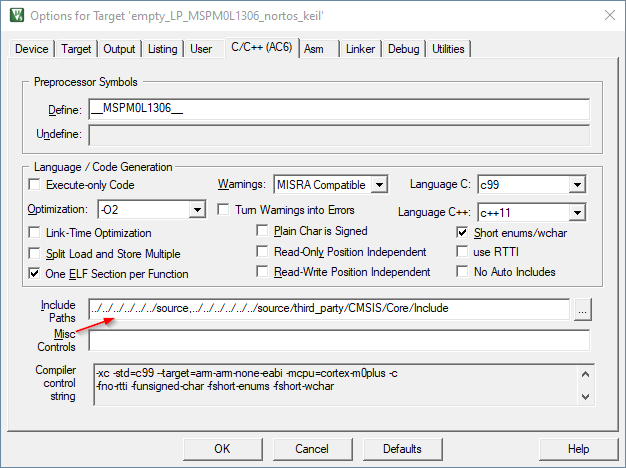 Options for Target 'empty_LP_MSPM0L1306_nortos_keil'
Device Target Output Listing User C/C++ (AC6) Asm Linker Debug Utilities
Preprocessor Symbols
Define: __MSPM0L1306__
Undefine:
Language / Code Generation
Execute-only Code Warnings: MISRA Compatible Language C: c99
Optimization: -O2 Turn Warnings into Errors Language C++: c++11
Link-Time Optimization Plain Char is Signed Short enums/wchar
Split Load and Store Multiple Read-Only Position Independent use RTTI
One ELF Section per Function Read-Write Position Independent No Auto Includes
Include Paths ../../../../../../source,../../../../../../source/third_party/CMSIS/Core/Include ...
Misc Controls
Compiler control string -xc -std=c99 --target=arm-arm-none-eabi -mcpu=cortex-m0plus -c
-fno-rtti -funsigned-char -fshort-enums -fshort-wchar
OK Cancel Defaults Help